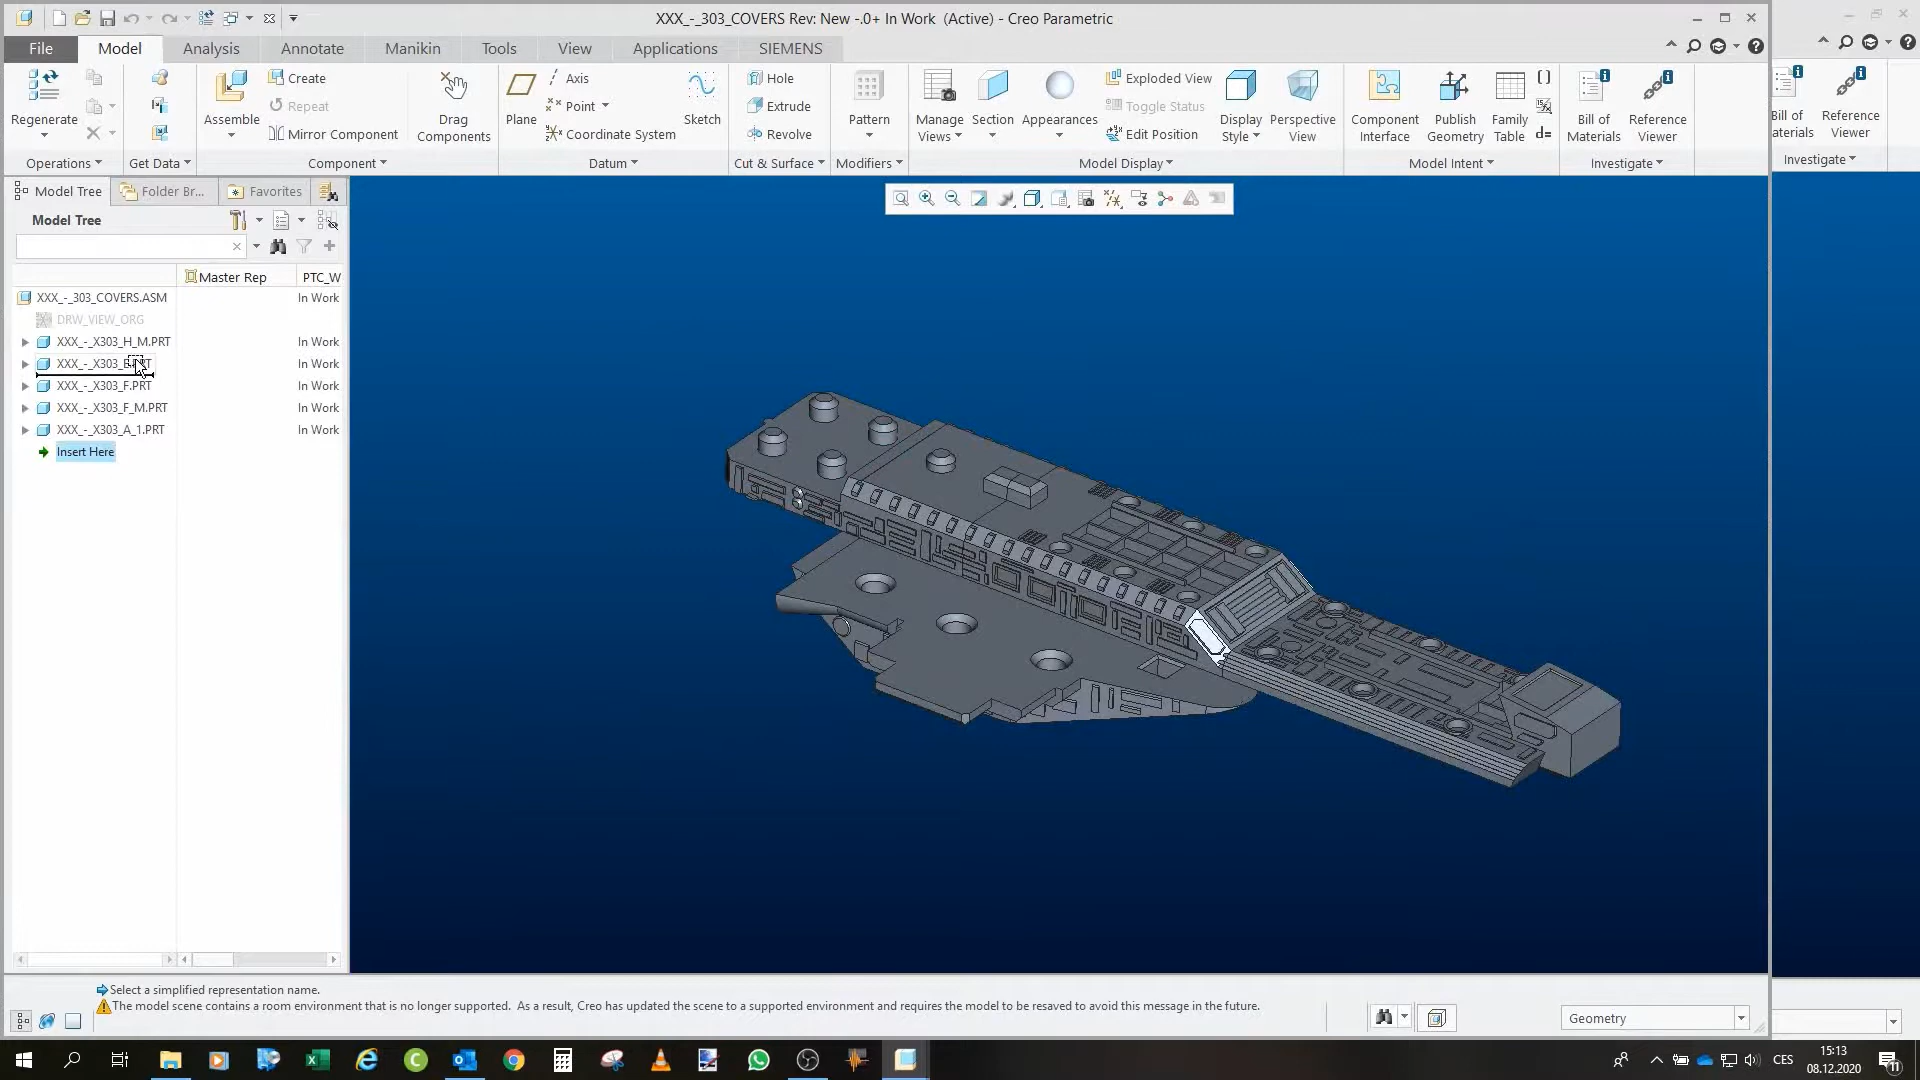 XXX_-_303_COVERS Rev: New -.0+ In Work (Active) - Creo Parametric
File Model Analysis Annotate Manikin Tools View Applications SIEMENS
Regenerate
Operations
Get Data
Assemble
Create
Repeat
Mirror Component
Component
Drag
Components
Plane
Axis
Point
Coordinate System
Sketch
Datum
Hole
Extrude
Revolve
Cut & Surface
Pattern
Modifiers
Manage
Views
Section
Appearances
Exploded View
Toggle Status
Edit Position
Display
Style
Perspective
View
Model Display
Component
Interface
Publish
Geometry
Family
Table
Model Intent
Bill of
Materials
Reference
Viewer
Investigate
Bill of
aterials
Reference
Viewer
Investigate
Model Tree Folder Br... Favorites
Model Tree
Master Rep PTC_W
XXX_-_303_COVERS.ASM In Work
DRW_VIEW_ORG
XXX_-_X303_H_M.PRT In Work
In Work
XXX_-_X303_F.PRT In Work
XXX_-_X303_F_M.PRT In Work
XXX_-_X303_A_1.PRT In Work
Insert Here
Select a simplified representation name.
The model scene contains a room environment that is no longer supported. As a result, Creo has updated the scene to a supported environment and requires the model to be resaved to avoid this message in the future.
Geometry
CES
15:13
08.12.2020
11